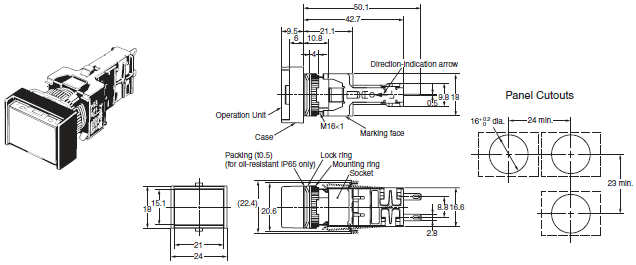 50.1
42.7
9.5
21.1
6
10.8
4
Direction-indication arrow
0.5
9.8
18
Operation Unit
M16×1
Case
Marking face
Panel Cutouts
16 +0.2 0 dia.
24 min.
23 min.
Packing (t0.5)
(for oil-resistant IP65 only)
Lock ring
Mounting ring
Socket
18
15.1
(22.4)
20.6
21
24
8.8
16.6
2.8